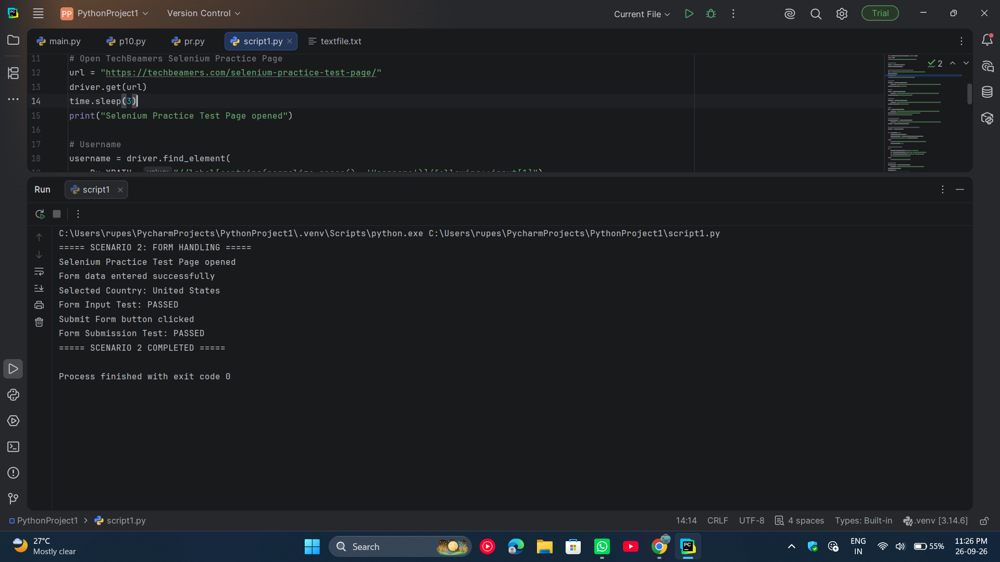 PC
PP PythonProject1 Version Control Current File Trial
main.py p10.py pr.py script1.py textfile.txt
11 # Open TechBeamers Selenium Practice Page
2
12 url = "https://techbeamers.com/selenium-practice-test-page/"
13 driver.get(url)
14 time.sleep(3)
15 print("Selenium Practice Test Page opened")
16
17 # Username
18 username = driver.find_element(
Run script1
C:\Users\rupes\PycharmProjects\PythonProject1\.venv\Scripts\python.exe C:\Users\rupes\PycharmProjects\PythonProject1\script1.py
===== SCENARIO 2: FORM HANDLING =====
Selenium Practice Test Page opened
Form data entered successfully
Selected Country: United States
Form Input Test: PASSED
Submit Form button clicked
Form Submission Test: PASSED
===== SCENARIO 2 COMPLETED =====
Process finished with exit code 0
PythonProject1 > script1.py 14:14 CRLF UTF-8 4 spaces Types: Built-in .venv [3.14.6]
27°C
Mostly clear
Search
PC
ENG
IN
55%
11:26 PM
26-09-26